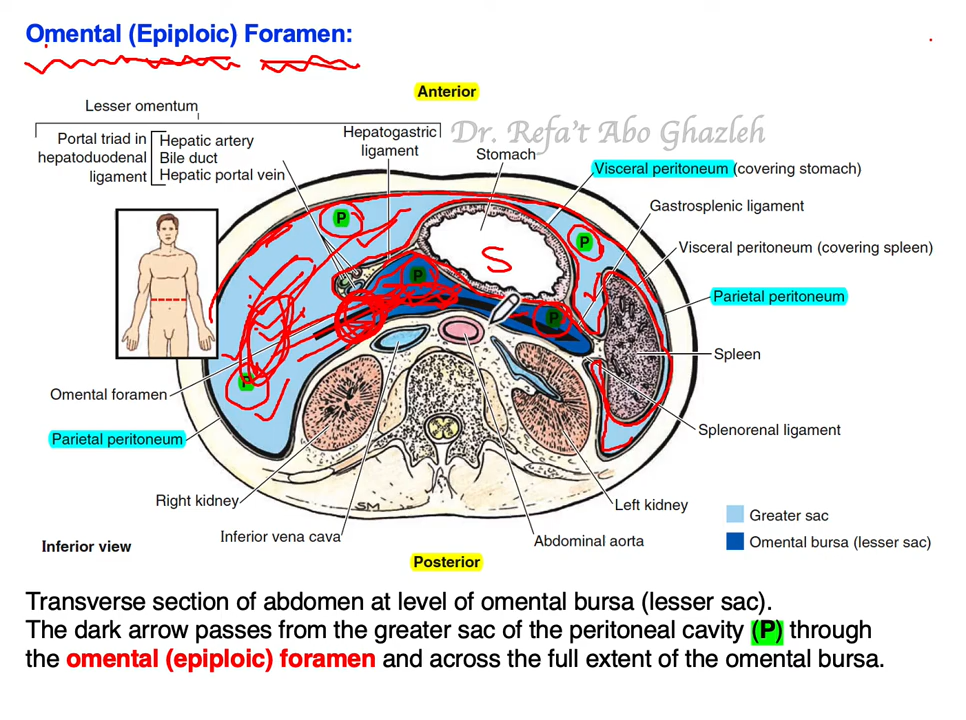 Omental (Epiploic) Foramen:
Anterior
Lesser omentum
Portal triad in
hepatoduodenal
ligament
Hepatic artery
Bile duct
Hepatic portal vein
Hepatogastric
ligament
Dr. Refa't Abo Ghazleh
Stomach
Visceral peritoneum (covering stomach)
Gastrosplenic ligament
Visceral peritoneum (covering spleen)
Parietal peritoneum
P
P
P
S
P
P
Spleen
Omental foramen
Splenorenal ligament
Parietal peritoneum
Right kidney
SM
Left kidney
Inferior vena cava
Abdominal aorta
Greater sac
Omental bursa (lesser sac)
Inferior view
Posterior
Transverse section of abdomen at level of omental bursa (lesser sac).
The dark arrow passes from the greater sac of the peritoneal cavity (P) through
the omental (epiploic) foramen and across the full extent of the omental bursa.